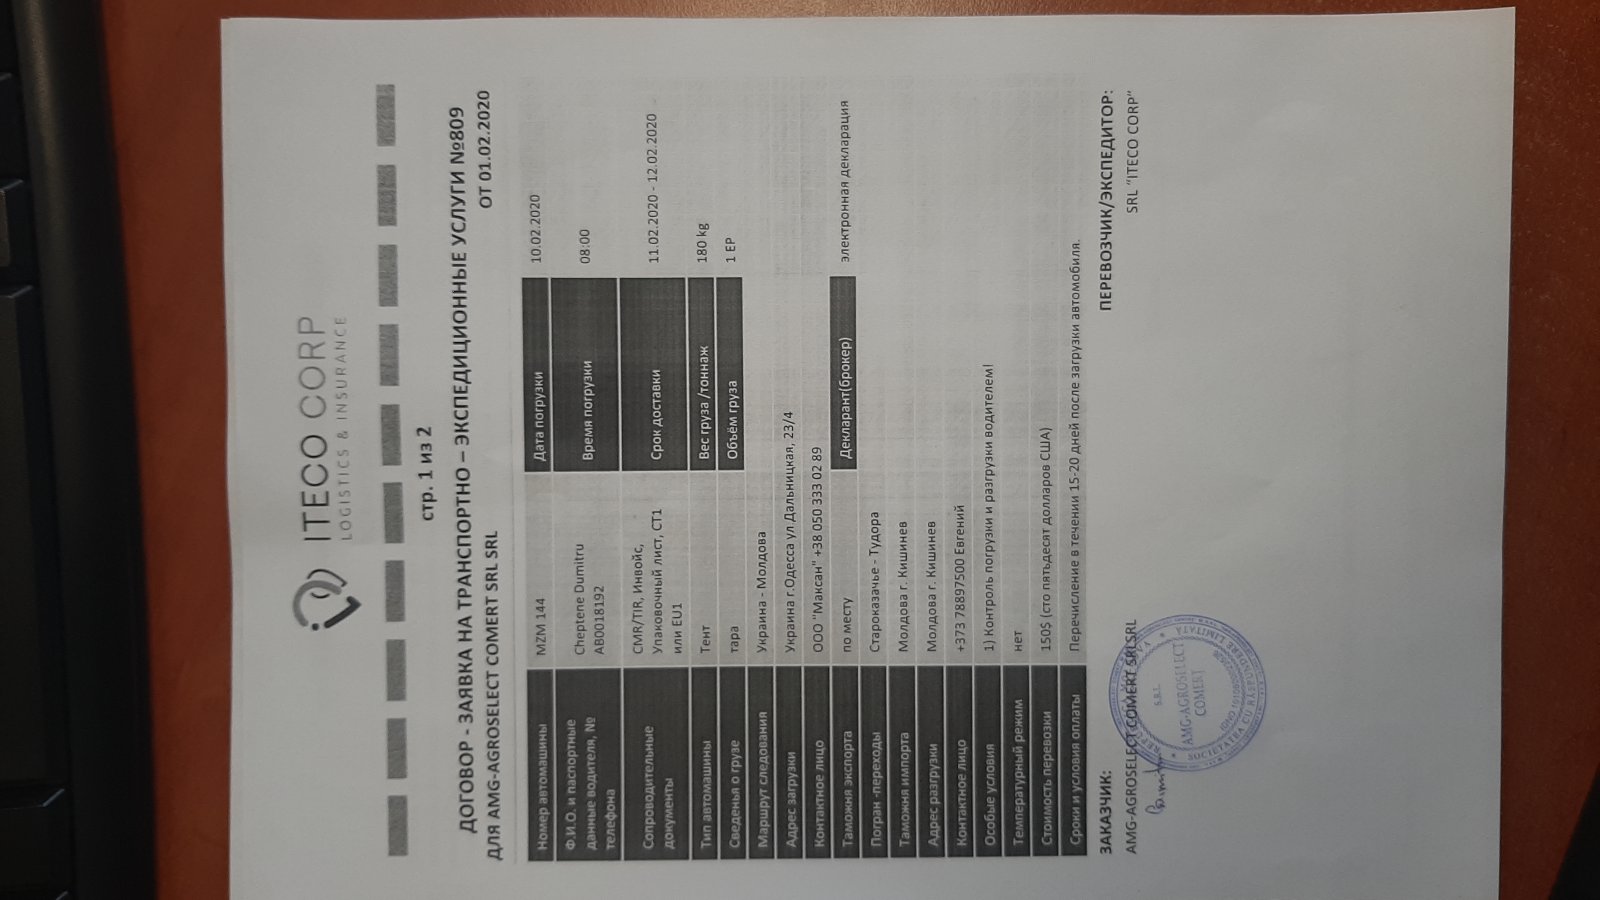 ITECO CORP
LOGISTICS & INSURANCE
стр. 1 из 2
ДОГОВОР - ЗАЯВКА НА ТРАНСПОРТНО – ЭКСПЕДИЦИОННЫЕ УСЛУГИ №809
ДЛЯ AMG-AGROSELECT COMERT SRL SRL ОТ 01.02.2020
Номер автомашины MZM 144 Дата погрузки 10.02.2020
Ф.И.О. и паспортные данные водителя, № телефона Cheptene Dumitru AB0018192 Время погрузки 08:00
Сопроводительные документы CMR/TIR, Инвойс, Упаковочный лист, СТ1 или EU1 Срок доставки 11.02.2020 - 12.02.2020
Тип автомашины Тент Вес груза /тоннаж 180 kg
Сведенья о грузе тара Объём груза 1 EP
Маршрут следования Украина - Молдова
Адрес загрузки Украина г.Одесса ул Дальницкая, 23/4
Контактное лицо ООО "Максан" +38 050 333 02 89
Таможня экспорта по месту Декларант(брокер) электронная декларация
Погран -переходы Староказачье - Тудора
Таможня импорта Молдова г. Кишинев
Адрес разгрузки Молдова г. Кишинев
Контактное лицо +373 78897500 Евгений
Особые условия 1) Контроль погрузки и разгрузки водителем!
Температурный режим нет
Стоимость перевозки 150$ (сто пятьдесят долларов США)
Сроки и условия оплаты Перечисление в течении 15-20 дней после загрузки автомобиля.
ЗАКАЗЧИК: ПЕРЕВОЗЧИК/ЭКСПЕДИТОР:
AMG-AGROSELECT COMERT SRLSRL SRL “ITECO CORP”
S.R.L.
AMG-AGROSELECT
COMERT
SOCIETATEA CU RĂSPUNDERE LIMITATĂ